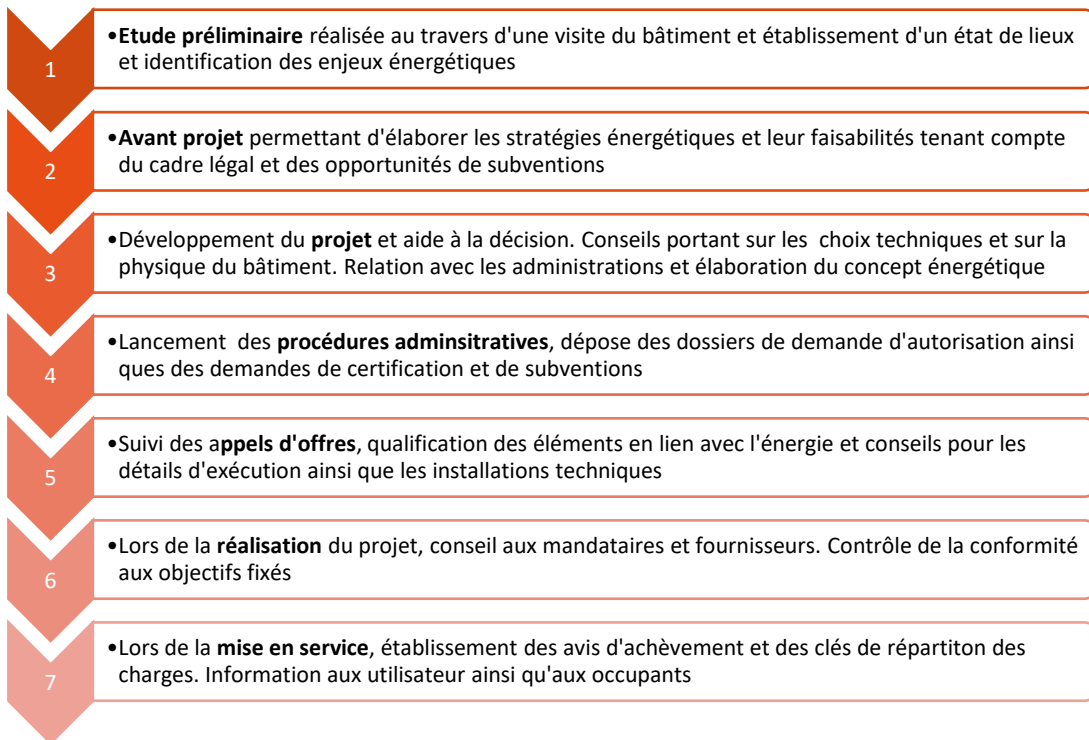 1
•Etude préliminaire réalisée au travers d'une visite du bâtiment et établissement d'un état de lieux
et identification des enjeux énergétiques
2
•Avant projet permettant d'élaborer les stratégies énergétiques et leur faisabilités tenant compte
du cadre légal et des opportunités de subventions
3
•Développement du projet et aide à la décision. Conseils portant sur les choix techniques et sur la
physique du bâtiment. Relation avec les administrations et élaboration du concept énergétique
4
•Lancement des procédures adminsitratives, dépose des dossiers de demande d'autorisation ainsi
ques des demandes de certification et de subventions
5
•Suivi des appels d'offres, qualification des éléments en lien avec l'énergie et conseils pour les
détails d'exécution ainsi que les installations techniques
6
•Lors de la réalisation du projet, conseil aux mandataires et fournisseurs. Contrôle de la conformité
aux objectifs fixés
7
•Lors de la mise en service, établissement des avis d'achèvement et des clés de répartiton des
charges. Information aux utilisateur ainsi qu'aux occupants